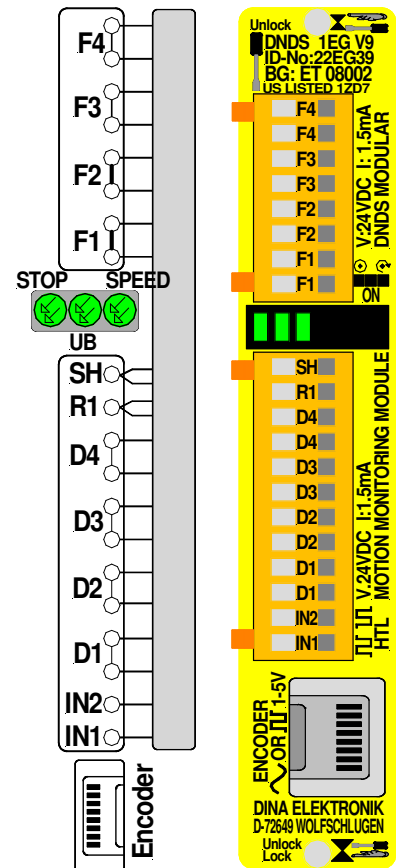 F4
F3
F2
F1
STOP SPEED
UB
SH
R1
D4
D3
D2
D1
IN2
IN1
Encoder
Unlock
DNDS 1EG V9
ID-No:22EG39
BG: ET 08002
US LISTED 1ZD7
F4
F4
F3
F3
F2
F2
F1
F1
V:24VDC I: 1.5mA
DNDS MODULAR
ON
SH
R1
D4
D4
D3
D3
D2
D2
D1
D1
IN2
IN1
HTL V.24VDC I:1.5mA
MOTION MONITORING MODULE
ENCODER
OR 1-5V
DINA ELEKTRONIK
D-72649 WOLFSCHLUGEN
Unlock
Lock